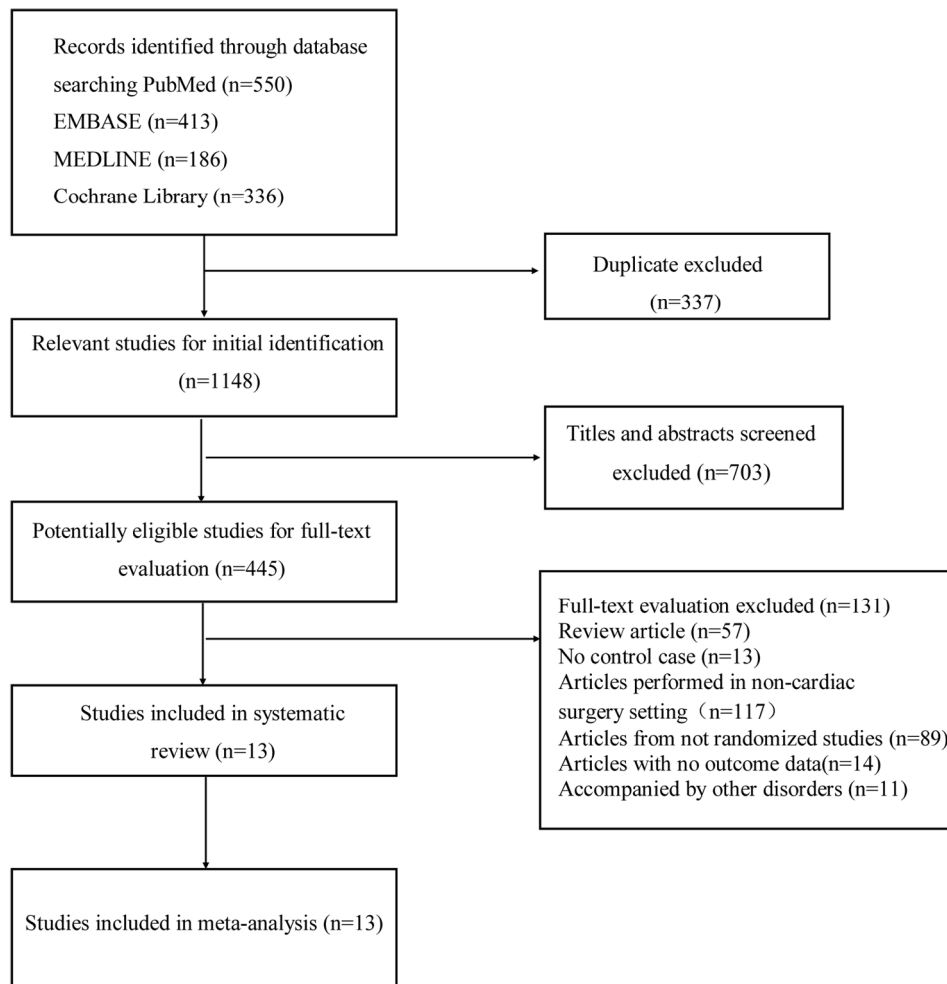 Records identified through database
searching PubMed (n=550)
EMBASE (n=413)
MEDLINE (n=186)
Cochrane Library (n=336)
Duplicate excluded
(n=337)
Relevant studies for initial identification
(n=1148)
Titles and abstracts screened
excluded (n=703)
Potentially eligible studies for full-text
evaluation (n=445)
Full-text evaluation excluded (n=131)
Review article (n=57)
No control case (n=13)
Articles performed in non-cardiac
surgery setting（n=117）
Articles from not randomized studies (n=89)
Articles with no outcome data(n=14)
Accompanied by other disorders (n=11)
Studies included in systematic
review (n=13)
Studies included in meta-analysis (n=13)